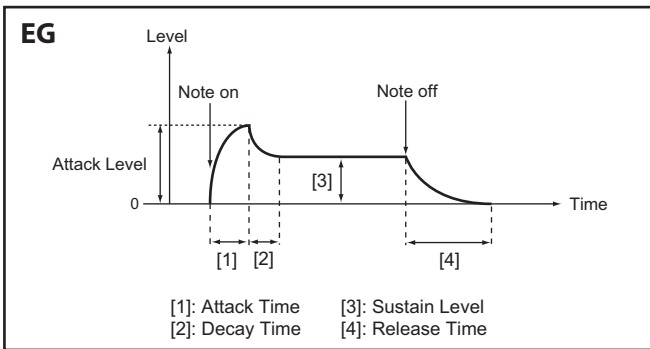 EG
Level
Note on
Note off
Attack Level
[3]
0
Time
[1]
[2]
[4]
[1]: Attack Time
[3]: Sustain Level
[2]: Decay Time
[4]: Release Time